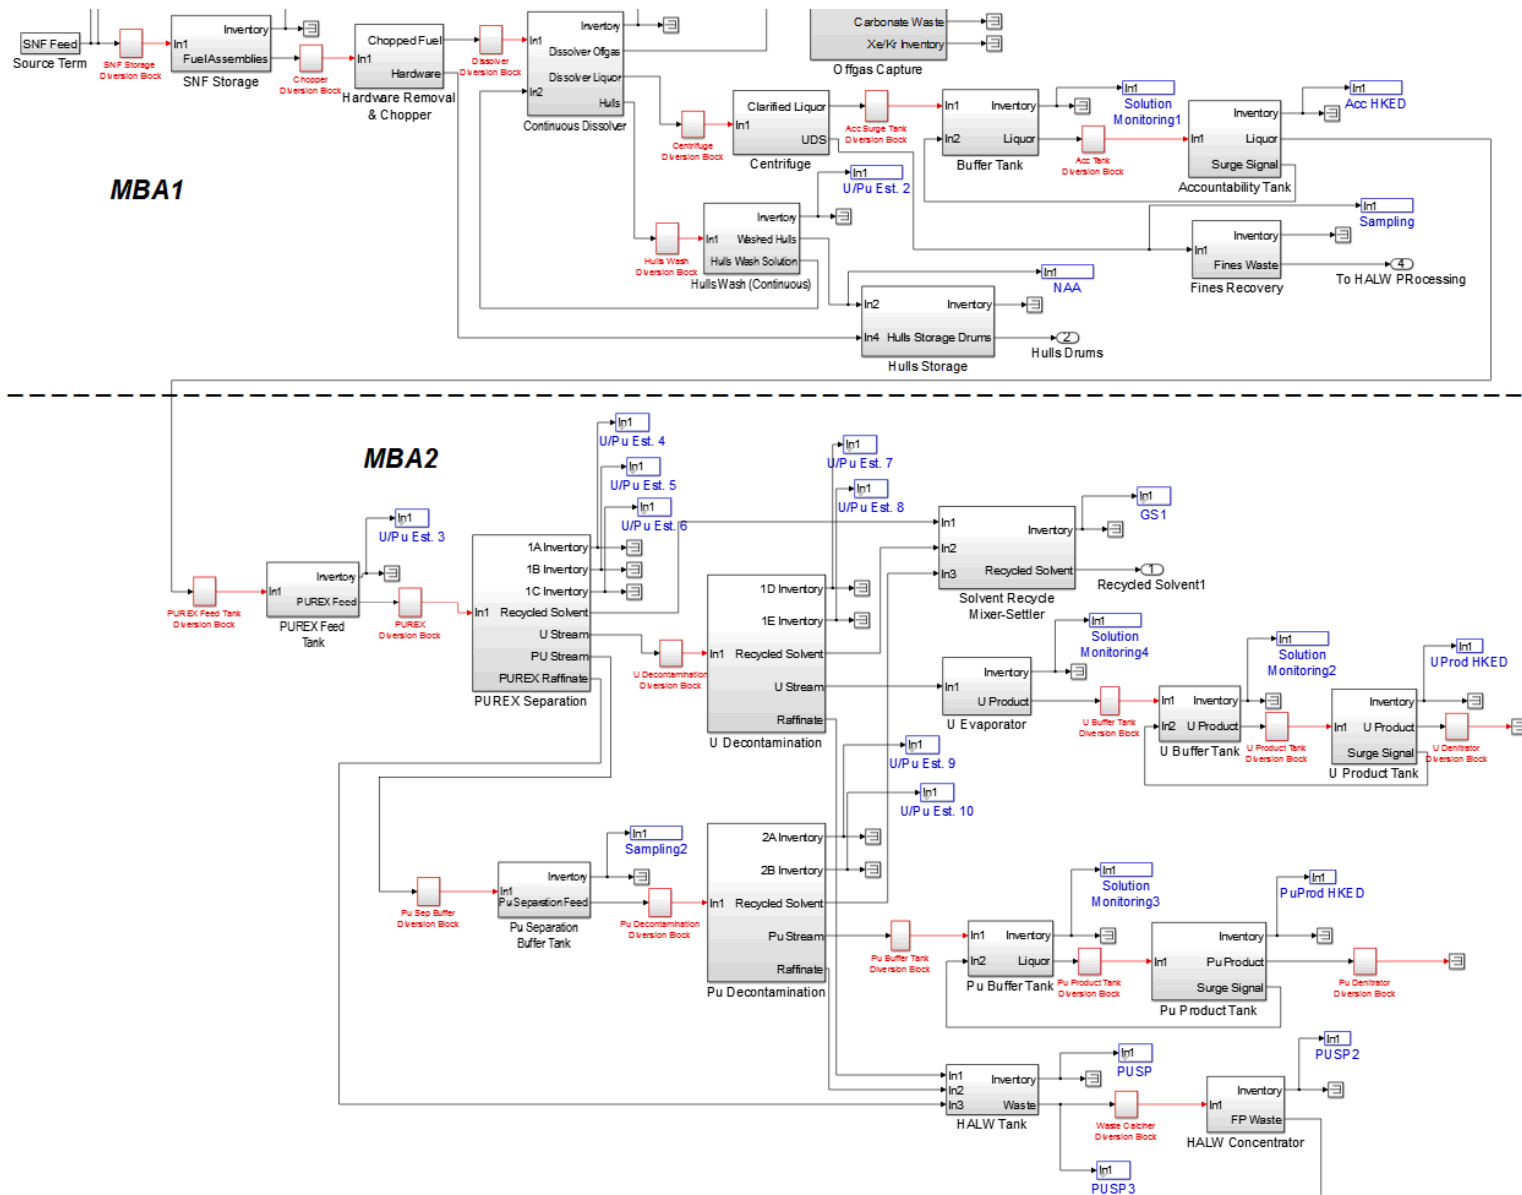 SNF Feed
Source Term
SNF Storage
Diversion Block
In1
Inventory
Fuel Assemblies
SNF Storage
Chopper
Diversion Block
In1
Chopped Fuel
Hardware
Hardware Removal
& Chopper
Dissolver
Diversion Block
In1
In2
Inventory
Dissolver Offgas
Dissolver Liquor
Hulls
Continuous Dissolver
Carbonate Waste
Xe/Kr Inventory
Offgas Capture
Centrifuge
Diversion Block
In1
Clarified Liquor
UDS
Centrifuge
Acc Surge Tank
Diversion Block
In1
In2
Inventory
Liquor
Buffer Tank
In1
Solution
Monitoring1
Acc Tank
Diversion Block
In1
Inventory
Liquor
Surge Signal
Accountability Tank
In1
Acc HKED
MBA1
In1
U/Pu Est. 2
Hulls Wash
Diversion Block
In1
Inventory
Washed Hulls
Hulls Wash Solution
Hulls Wash (Continuous)
In1
NAA
In2
In4
Inventory
Hulls Storage Drums
Hulls Storage
2
Hulls Drums
In1
Sampling
In1
Inventory
Fines Waste
Fines Recovery
4
To HALW PRocessing
MBA2
In1
U/Pu Est. 4
In1
U/Pu Est. 5
In1
U/Pu Est. 6
In1
U/Pu Est. 7
In1
U/Pu Est. 8
In1
U/Pu Est. 3
PUREX Feed Tank
Diversion Block
In1
Inventory
PUREX Feed
PUREX Feed
Tank
PUREX
Diversion Block
In1
1A Inventory
1B Inventory
1C Inventory
Recycled Solvent
U Stream
PU Stream
PUREX Raffinate
PUREX Separation
U Decontamination
Diversion Block
In1
1D Inventory
1E Inventory
Recycled Solvent
U Stream
Raffinate
U Decontamination
In1
In2
In3
Inventory
Recycled Solvent
Solvent Recycle
Mixer-Settler
In1
GS1
1
Recycled Solvent1
In1
Solution
Monitoring4
In1
Inventory
U Product
U Evaporator
U Buffer Tank
Diversion Block
In1
In2
Inventory
U Product
U Buffer Tank
In1
Solution
Monitoring2
U Product Tank
Diversion Block
In1
Inventory
U Product
Surge Signal
U Product Tank
In1
UProd HKED
U Denitrator
Diversion Block
In1
U/Pu Est. 9
In1
U/Pu Est. 10
Pu Sep Buffer
Diversion Block
In1
Inventory
Pu Separation Feed
Pu Separation
Buffer Tank
In1
Sampling2
Pu Decontamination
Diversion Block
In1
2A Inventory
2B Inventory
Recycled Solvent
Pu Stream
Raffinate
Pu Decontamination
Pu Buffer Tank
Diversion Block
In1
In2
Inventory
Liquor
Pu Buffer Tank
In1
Solution
Monitoring3
Pu Product Tank
Diversion Block
In1
Inventory
Pu Product
Surge Signal
Pu Product Tank
In1
PuProd HKED
Pu Denitrator
Diversion Block
In1
In2
In3
Inventory
Waste
HALW Tank
In1
PUSP
Waste Catcher
Diversion Block
In1
PUSP3
In1
Inventory
FP Waste
HALW Concentrator
In1
PUSP2